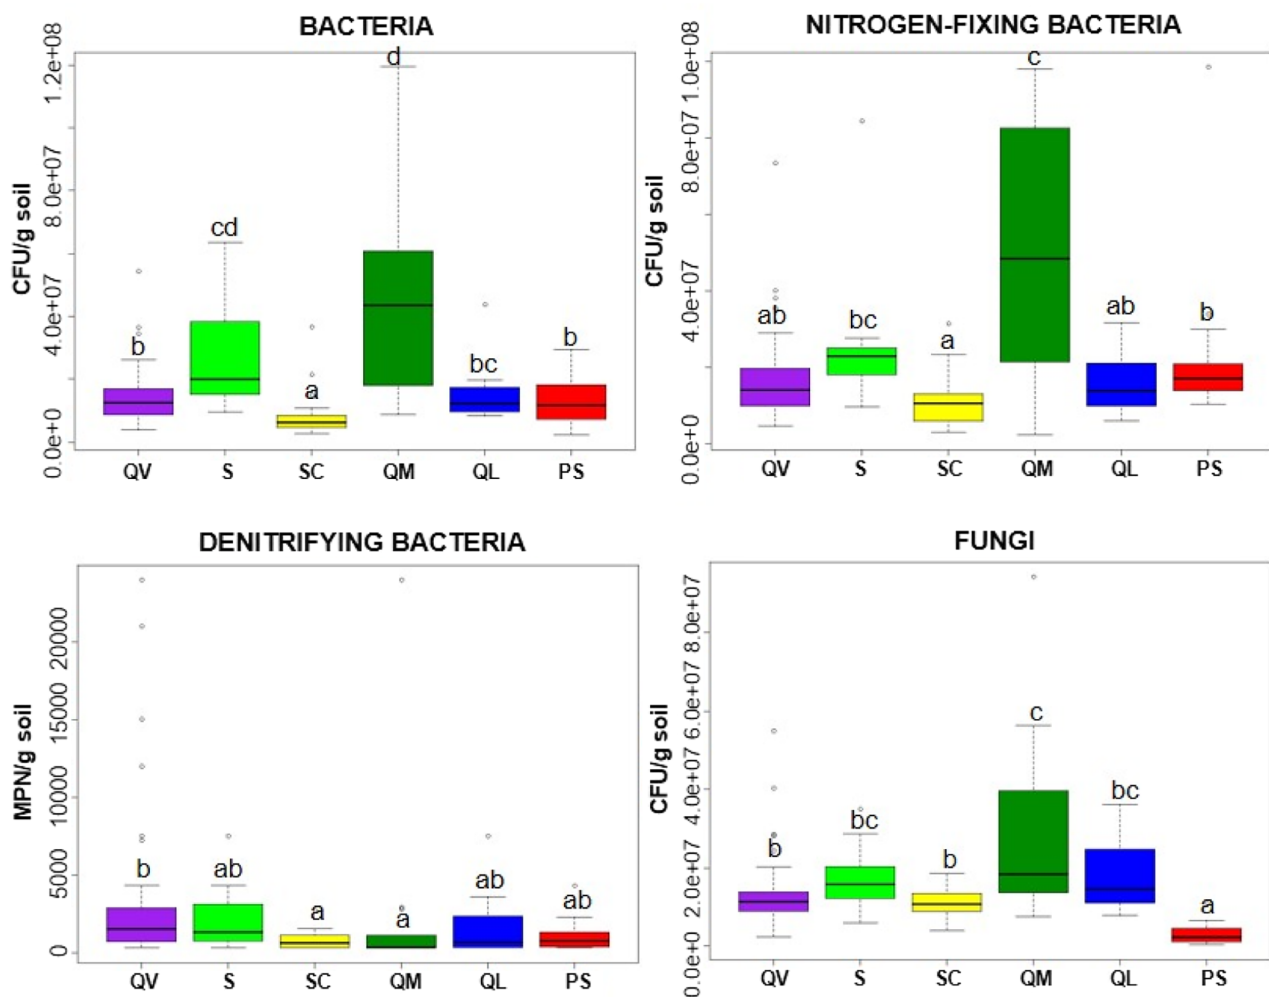 BACTERIA
CFU/g soil
0.0e+0 4.0e+07 8.0e+07 1.2e+08
b cd a d bc b
QV S SC QM QL PS
NITROGEN-FIXING BACTERIA
CFU/g soil
0.0e+0 4.0e+07 8.0e+07 1.0e+08
ab bc a c ab b
QV S SC QM QL PS
DENITRIFYING BACTERIA
MPN/g soil
0 5000 10000 15000 20000
b ab a a ab ab
QV S SC QM QL PS
FUNGI
CFU/g soil
0.0e+0 2.0e+07 4.0e+07 6.0e+07 8.0e+07
b bc b c bc a
QV S SC QM QL PS